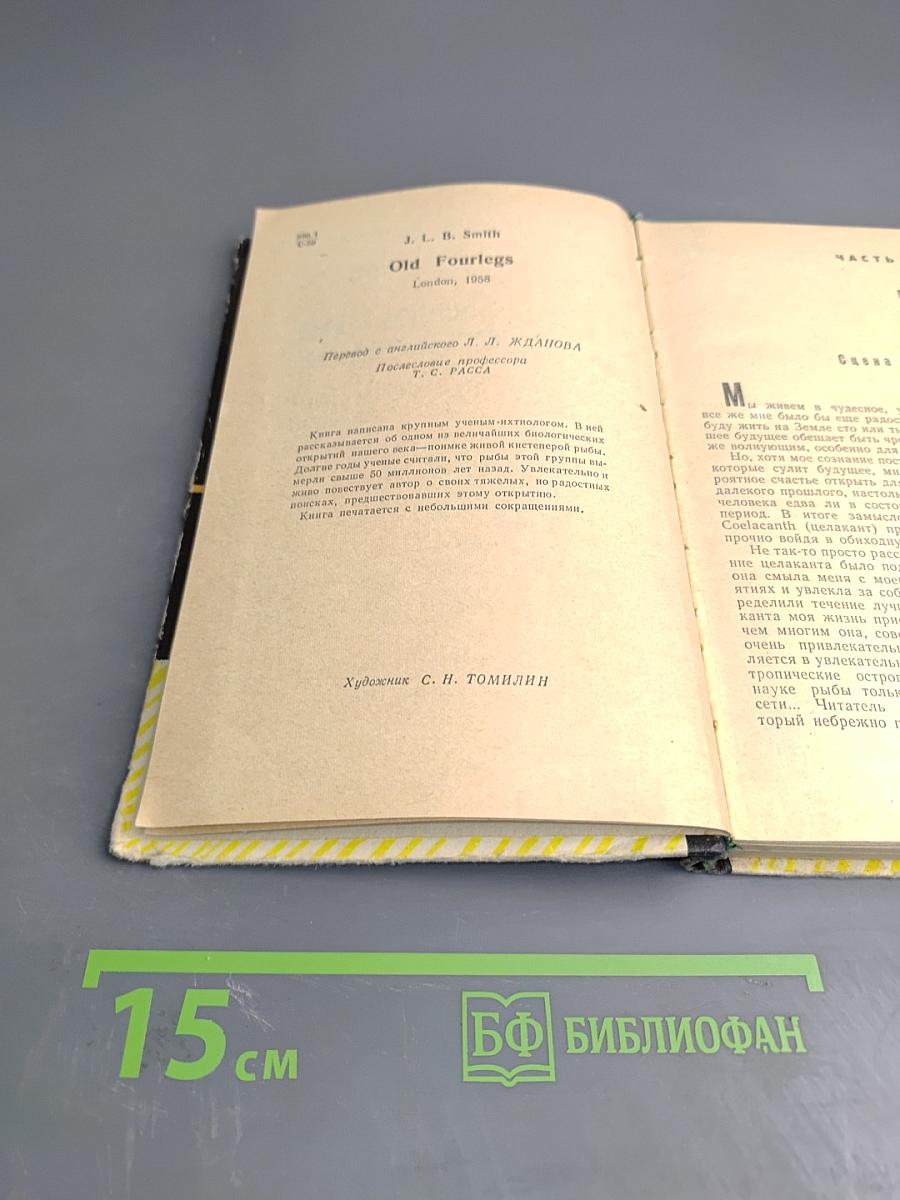 J. L. B. Smith
Old Fourlegs
London, 1958
Перевод с английского Л. Л. ЖДАНОВА
Послесловие профессора
Т. С. РАССА
Книга написана крупным ученым-ихтиологом. В ней
рассказывается об одном из величайших биологических
открытий нашего века—поимке живой кистеперой рыбы.
Долгие годы ученые считали, что рыбы этой группы вы-
мерли свыше 50 миллионов лет назад. Увлекательно и
живо повествует автор о своих тяжелых, но радостных
поисках, предшествовавших этому открытию.
Книга печатается с небольшими сокращениями.
Художник С. Н. ТОМИЛИН
ЧАСТЬ
Сцена
Мы живем в чудесное,
все же мне было бы еще
буду жить на Земле сто или
шее будущее обещает быть
же волнующим, особенно
Но, хотя мое сознание
которые сулит будущее,
роятное счастье открыть
далекого прошлого,
человека едва ли в
период. В итоге
Coelacanth (целакант)
прочно войдя в
Не так-то просто
ние целаканта было
она смыла меня с
ятиях и увлекла за
ределили течение
канта моя жизнь
чем многим она,
очень
ляется в
тропические
науке рыбы
сети... Читатель
торый небрежно
15 см
БФ БИБЛИОФАН